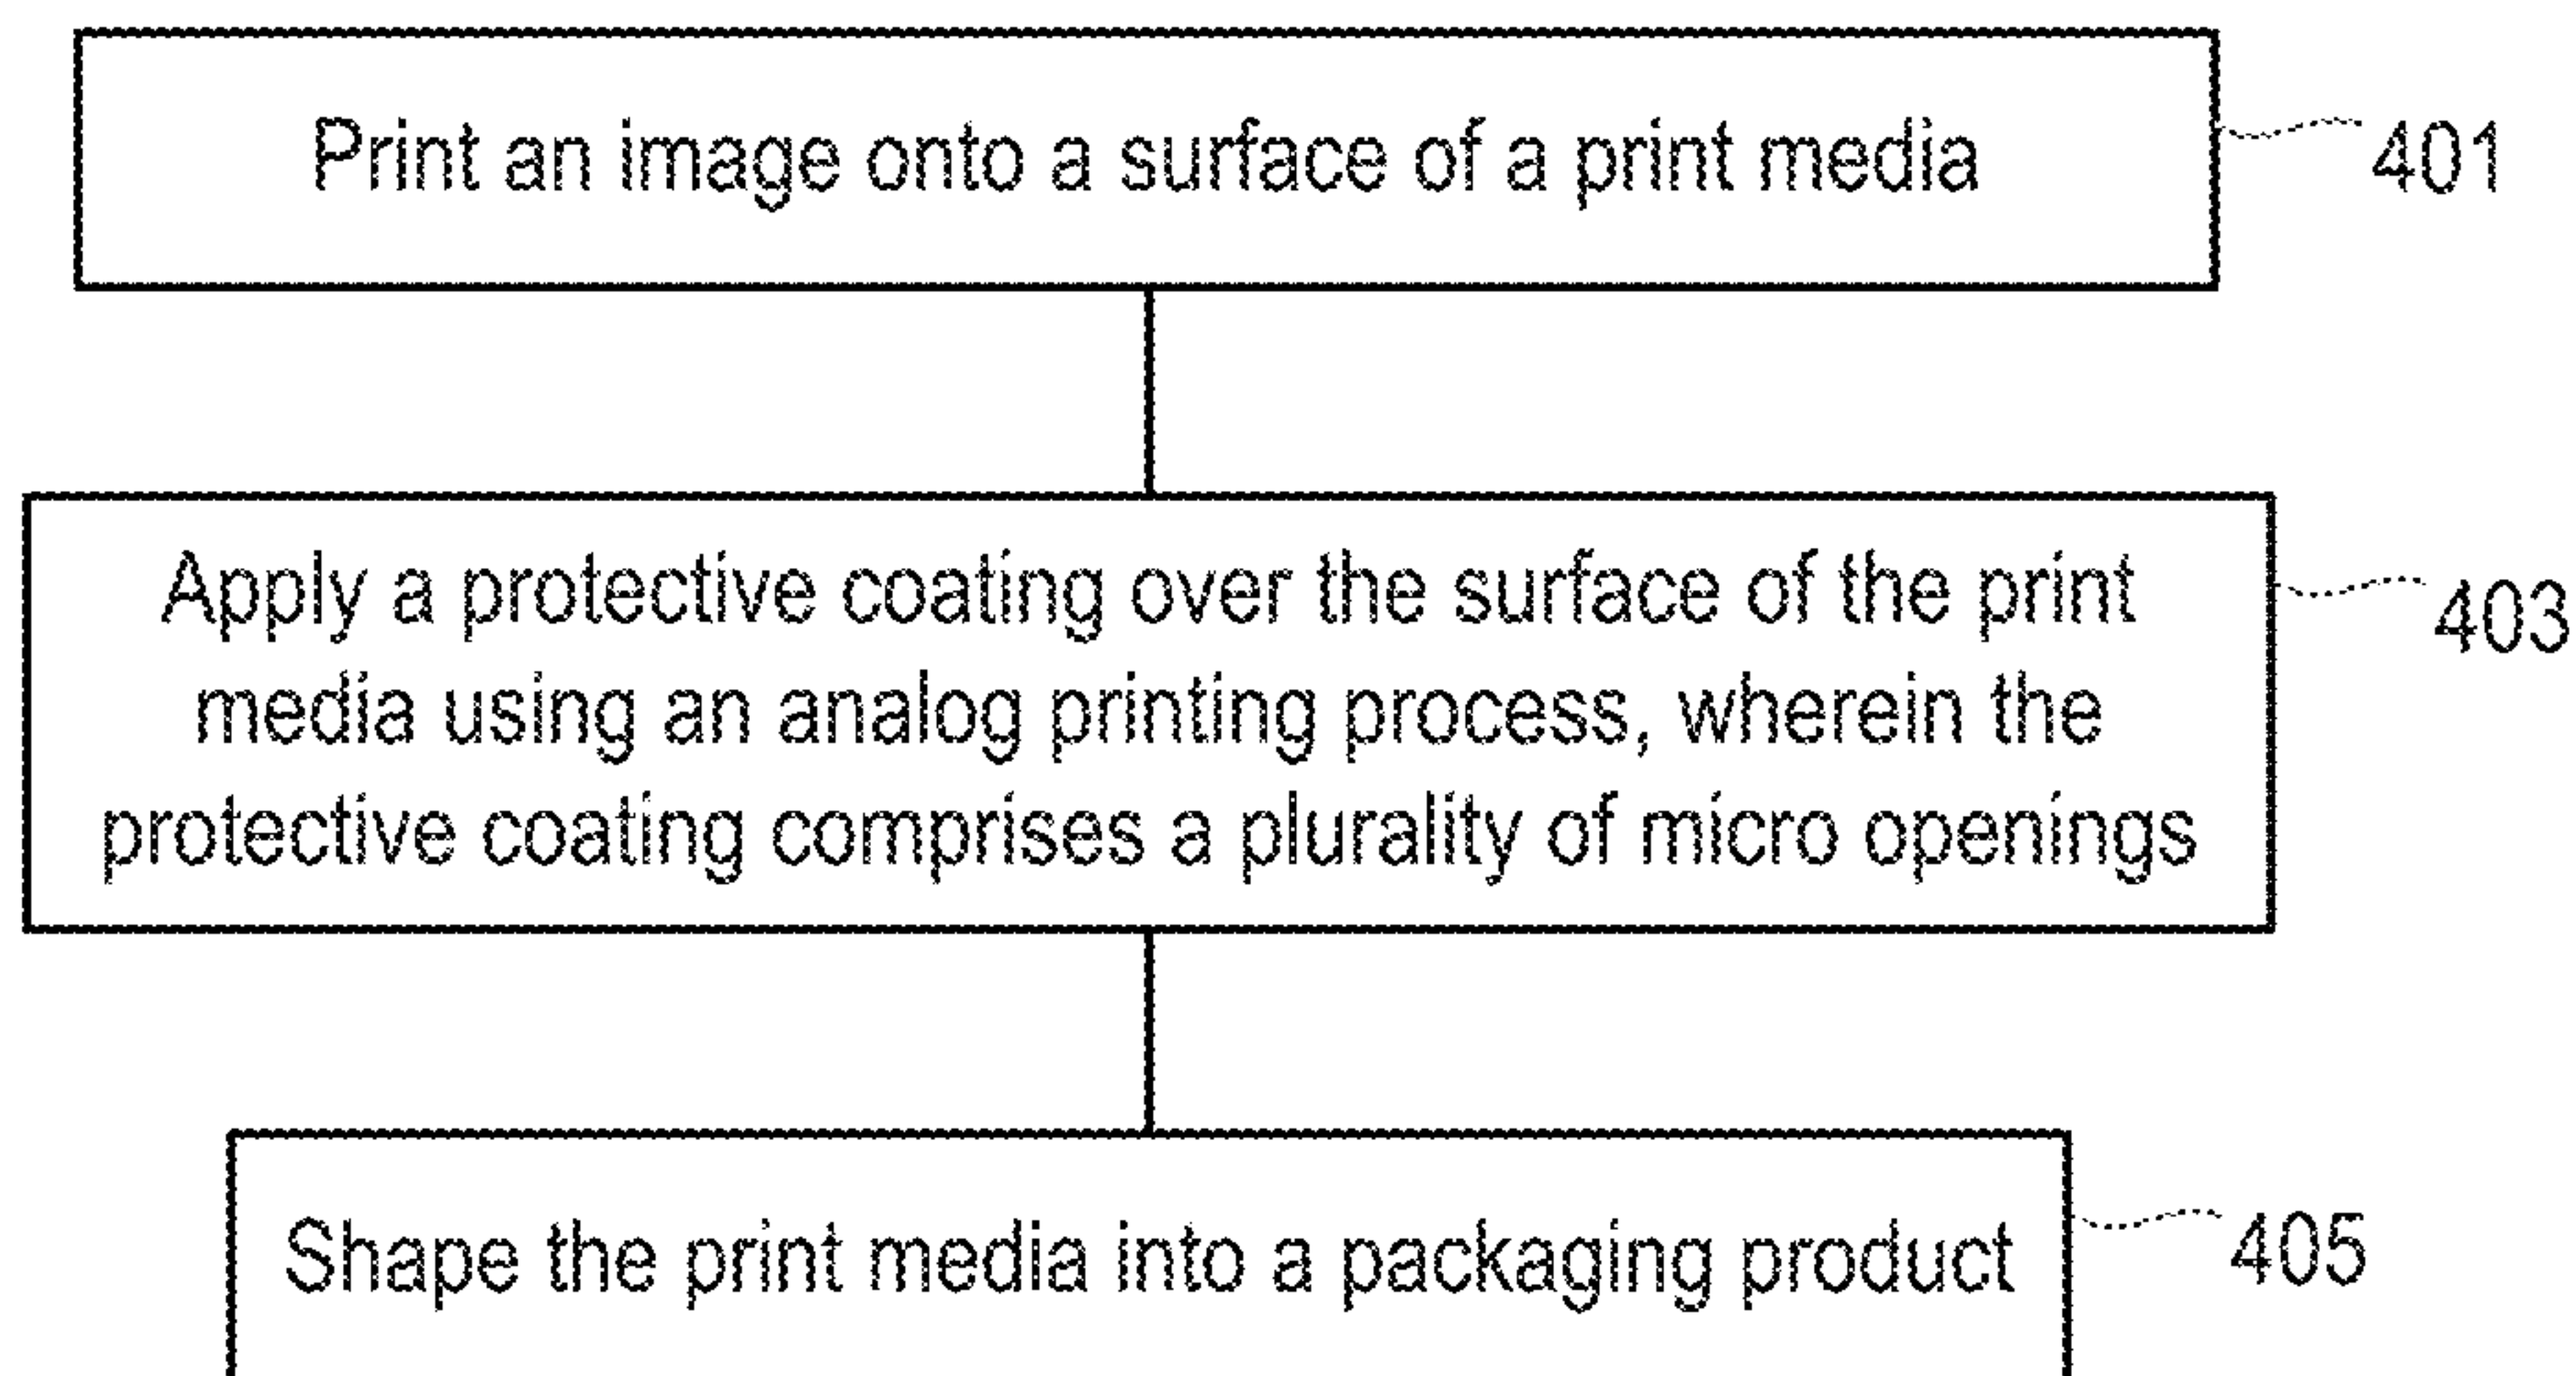 Print an image onto a surface of a print media
401
Apply a protective coating over the surface of the print
media using an analog printing process, wherein the
protective coating comprises a plurality of micro openings
403
Shape the print media into a packaging product
405